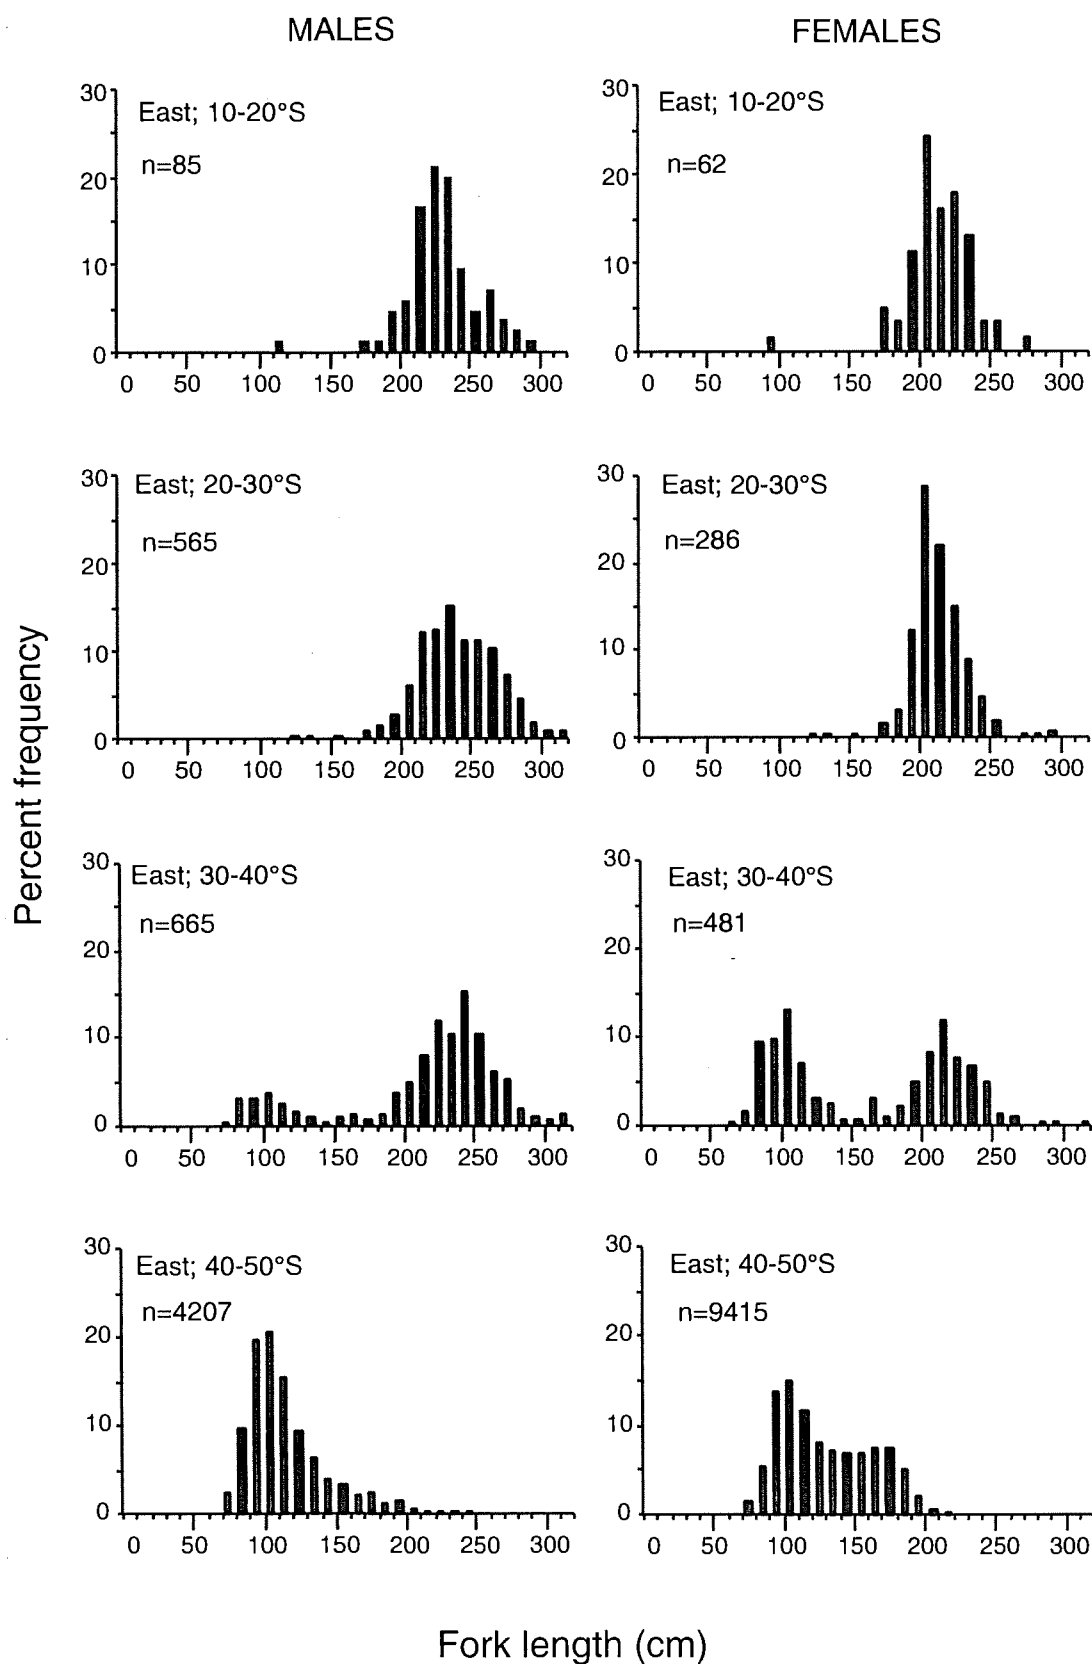 MALES
FEMALES
Percent frequency
East; 10-20°S
n=85
30
20
10
0
0 50 100 150 200 250 300
East; 10-20°S
n=62
30
20
10
0
0 50 100 150 200 250 300
East; 20-30°S
n=565
30
20
10
0
0 50 100 150 200 250 300
East; 20-30°S
n=286
30
20
10
0
0 50 100 150 200 250 300
East; 30-40°S
n=665
30
20
10
0
0 50 100 150 200 250 300
East; 30-40°S
n=481
30
20
10
0
0 50 100 150 200 250 300
East; 40-50°S
n=4207
30
20
10
0
0 50 100 150 200 250 300
East; 40-50°S
n=9415
30
20
10
0
0 50 100 150 200 250 300
Fork length (cm)